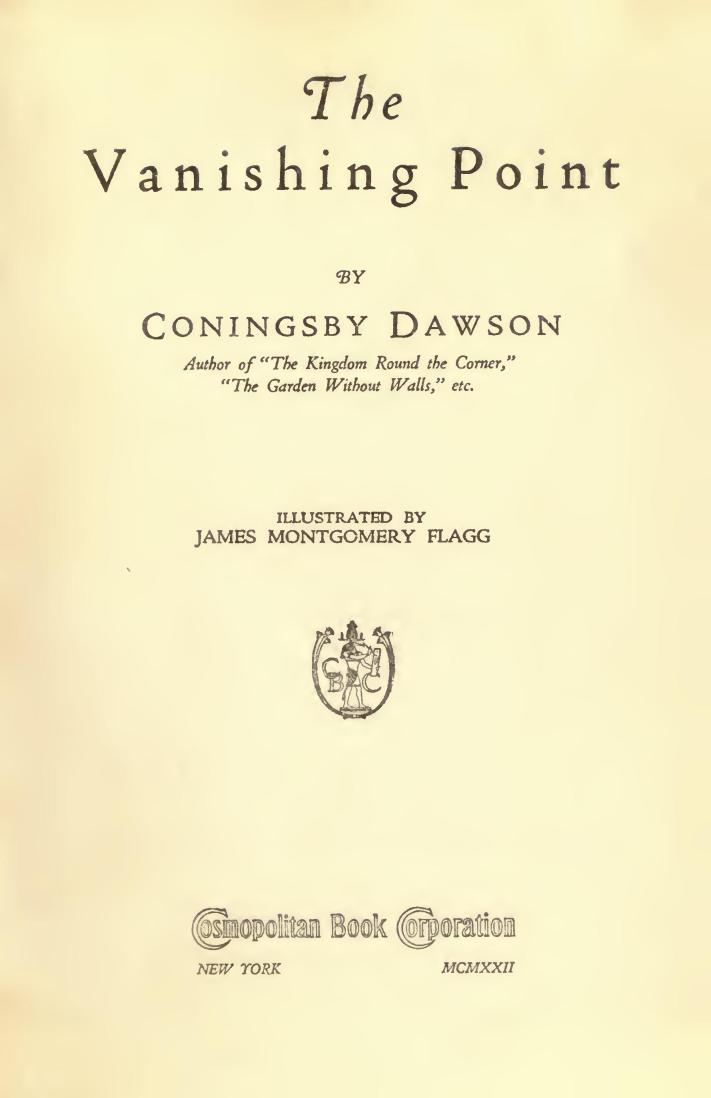 The
Vanishing Point
BY
CONINGSBY DAWSON
Author of “The Kingdom Round the Corner,”
“The Garden Without Walls,” etc.
ILLUSTRATED BY
JAMES MONTGOMERY FLAGG
C
B C
Cosmopolitan Book Corporation
NEW YORK MCMXXII